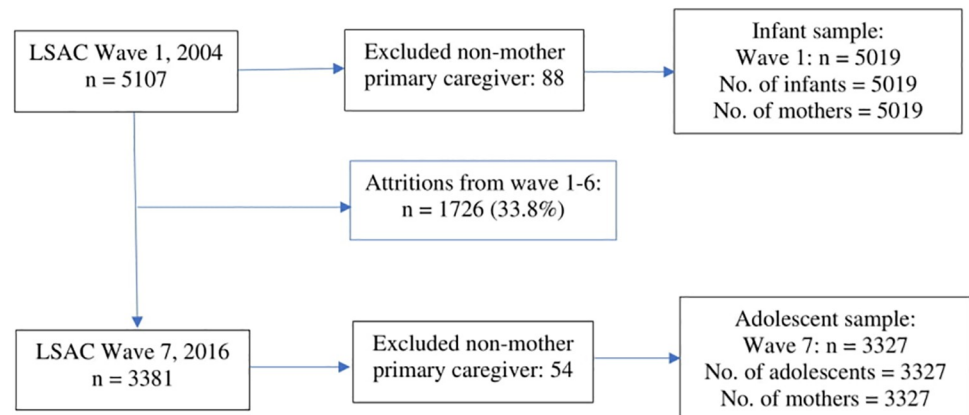 LSAC Wave 1, 2004
n = 5107
Excluded non-mother
primary caregiver: 88
Infant sample:
Wave 1: n = 5019
No. of infants = 5019
No. of mothers = 5019
Attritions from wave 1-6:
n = 1726 (33.8%)
LSAC Wave 7, 2016
n = 3381
Excluded non-mother
primary caregiver: 54
Adolescent sample:
Wave 7: n = 3327
No. of adolescents = 3327
No. of mothers = 3327